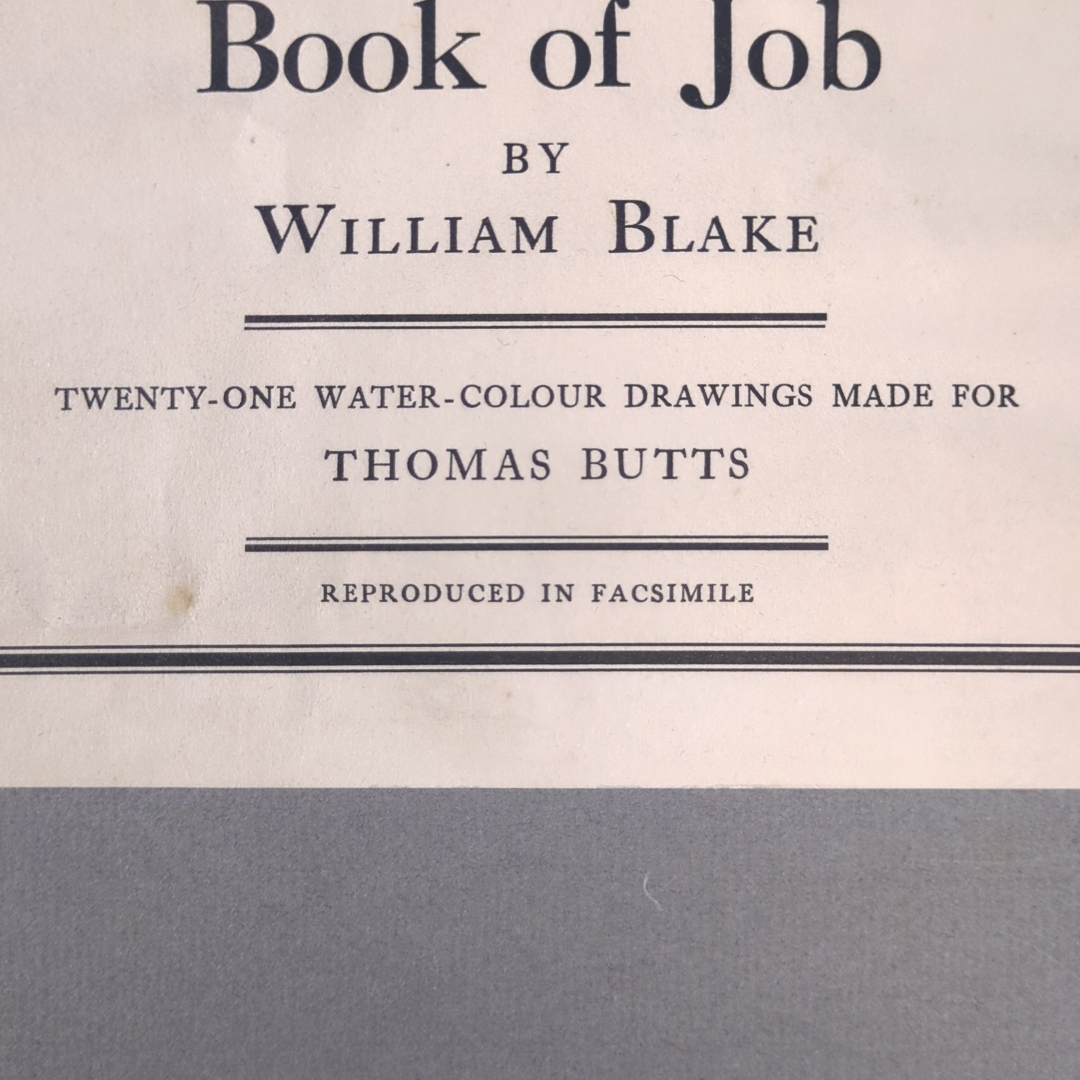 Book of Job
BY
WILLIAM BLAKE
TWENTY-ONE WATER-COLOUR DRAWINGS MADE FOR
THOMAS BUTTS
REPRODUCED IN FACSIMILE